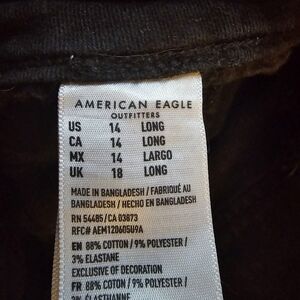 AMERICAN EAGLE
OUTFITTERS
US 14 LONG
CA 14 LONG
MX 14 LARGO
UK 18 LONG
MADE IN BANGLADESH / FABRIQUÉ AU
BANGLADESH / HECHO EN BANGLADESH
RN 54485/CA 03873
RFC# AEM120605U9A
EN 88% COTTON / 9% POLYESTER /
3% ELASTANE
EXCLUSIVE OF DECORATION
FR 88% COTON / 9% POLYESTER /
3% ÉLASTHANNE